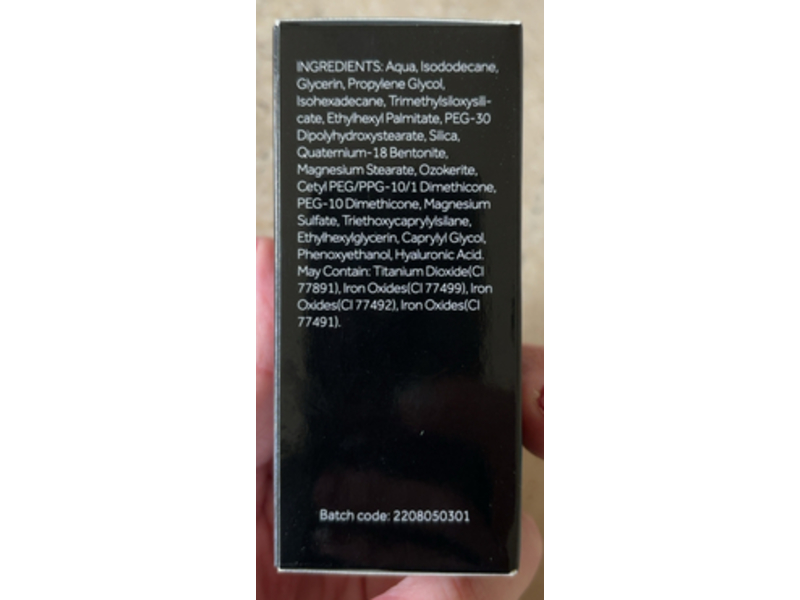 INGREDIENTS: Aqua, Isododecane,
Glycerin, Propylene Glycol,
Isohexadecane, Trimethylsiloxysili-
cate, Ethylhexyl Palmitate, PEG-30
Dipolyhydroxystearate, Silica,
Quaternium-18 Bentonite,
Magnesium Stearate, Ozokerite,
Cetyl PEG/PPG-10/1 Dimethicone,
PEG-10 Dimethicone, Magnesium
Sulfate, Triethoxycaprylylsilane,
Ethylhexylglycerin, Caprylyl Glycol,
Phenoxyethanol, Hyaluronic Acid.
May Contain: Titanium Dioxide(CI
77891), Iron Oxides(CI 77499), Iron
Oxides(CI 77492), Iron Oxides(CI
77491).
Batch code: 2208050301